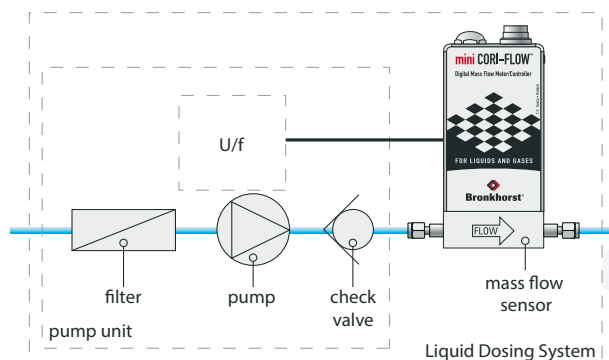 mini CORI-FLOW™
Digital Mass Flow Meter/Controller
U/f
FOR LIQUIDS AND GASES
Bronkhorst®
FLOW
filter
pump
check
valve
mass flow
sensor
pump unit
Liquid Dosing System